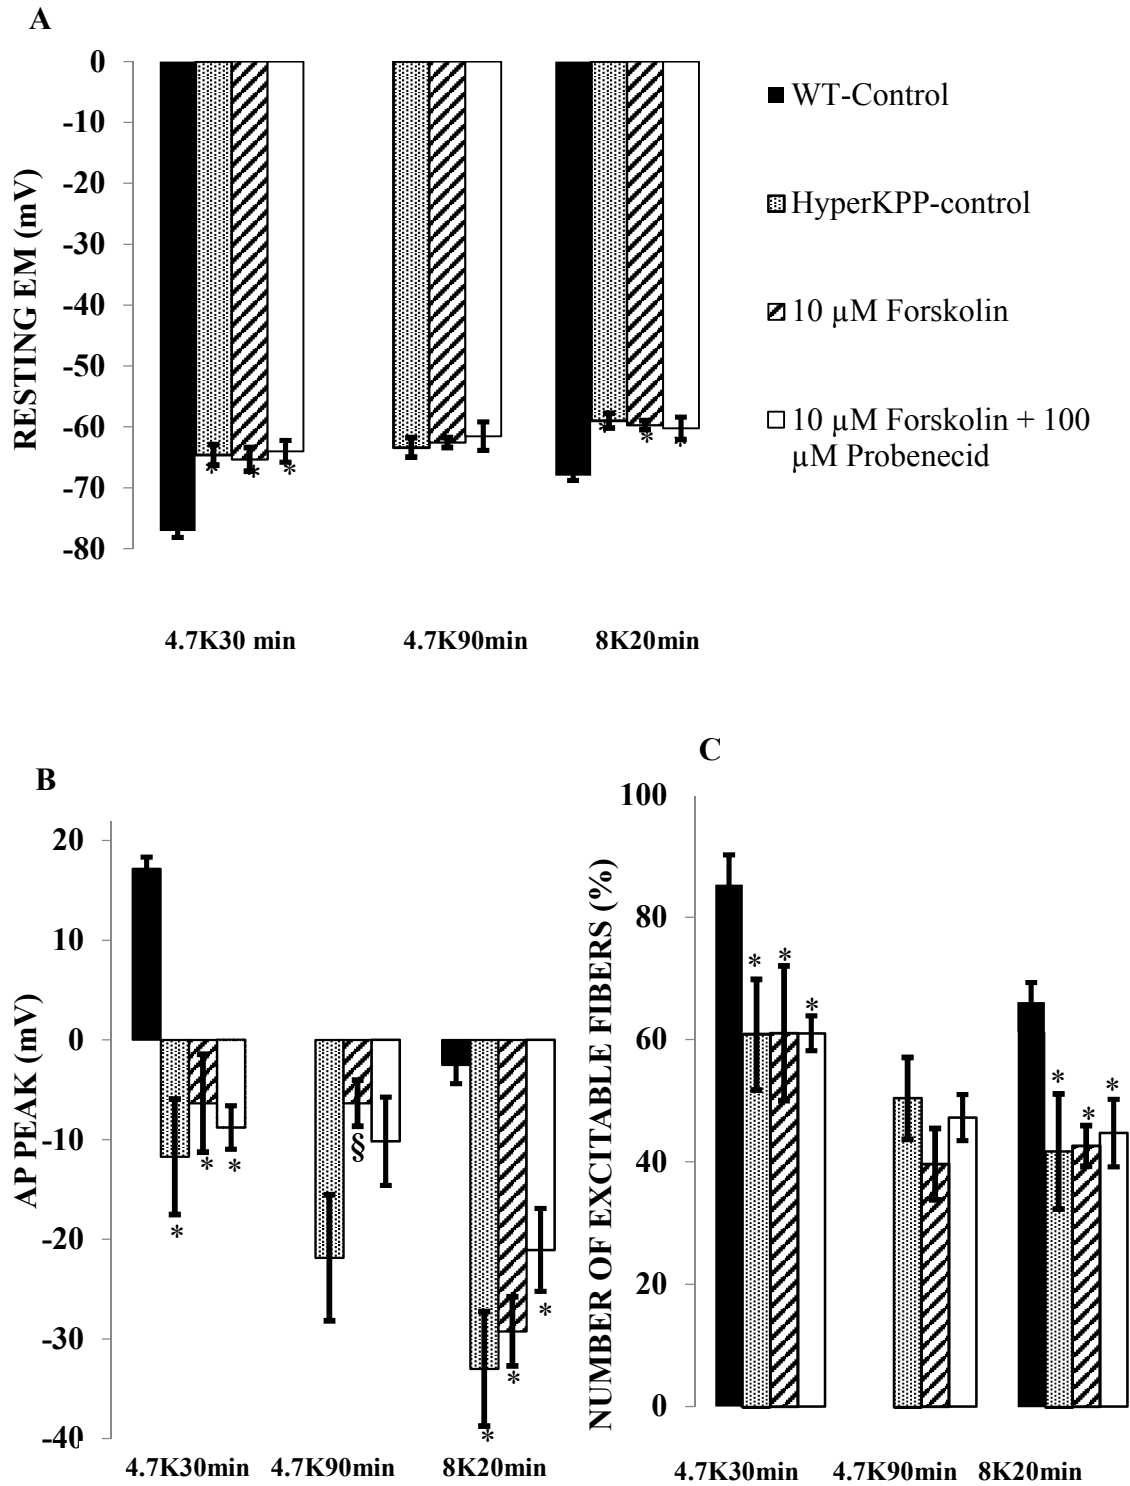 A
RESTING EM (mV)
0
-10
-20
-30
-40
-50
-60
-70
-80
* * *
* * *
4.7K30 min 4.7K90min 8K20min
WT-Control
HyperKPP-control
10 µM Forskolin
10 µM Forskolin + 100
µM Probenecid
B
AP PEAK (mV)
20
10
0
-10
-20
-30
-40
* * *
§
* * *
4.7K30min 4.7K90min 8K20min
C
NUMBER OF EXCITABLE FIBERS (%)
100
80
60
40
20
0
* * *
* * *
4.7K30min 4.7K90min 8K20min